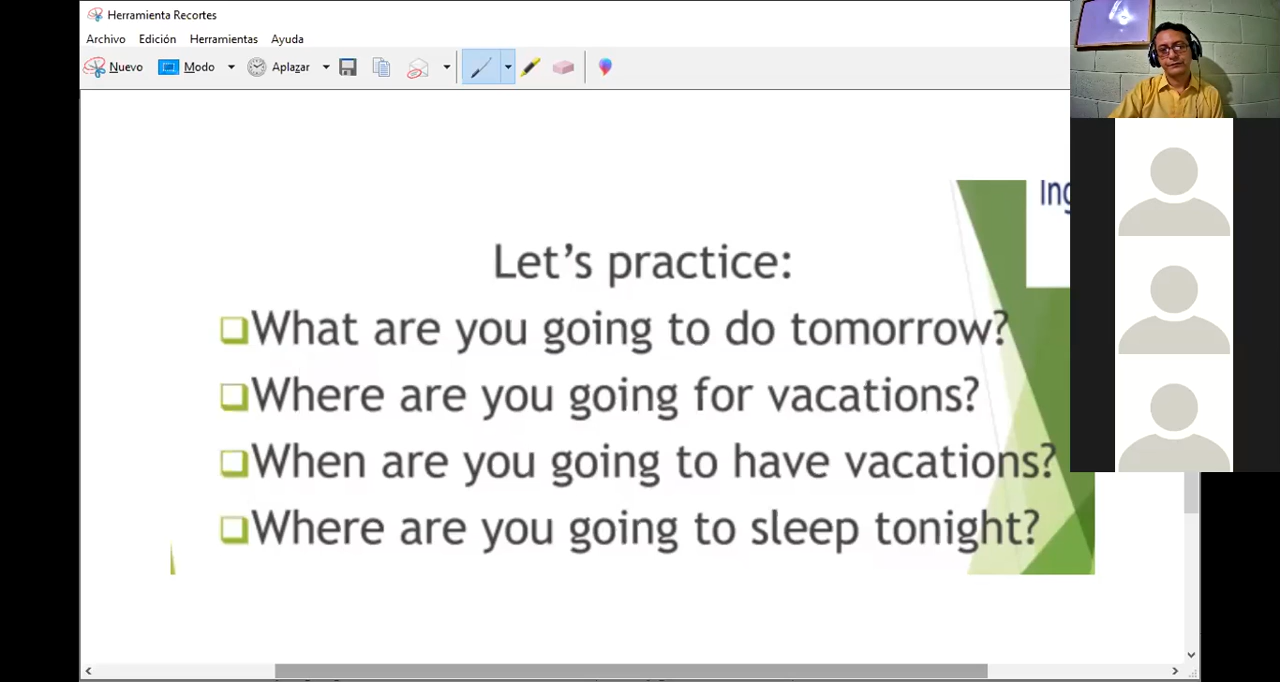 Herramienta Recortes
Archivo Edición Herramientas Ayuda
Nuevo Modo Aplazar
Let's practice:
What are you going to do tomorrow?
Where are you going for vacations?
When are you going to have vacations?
Where are you going to sleep tonight?